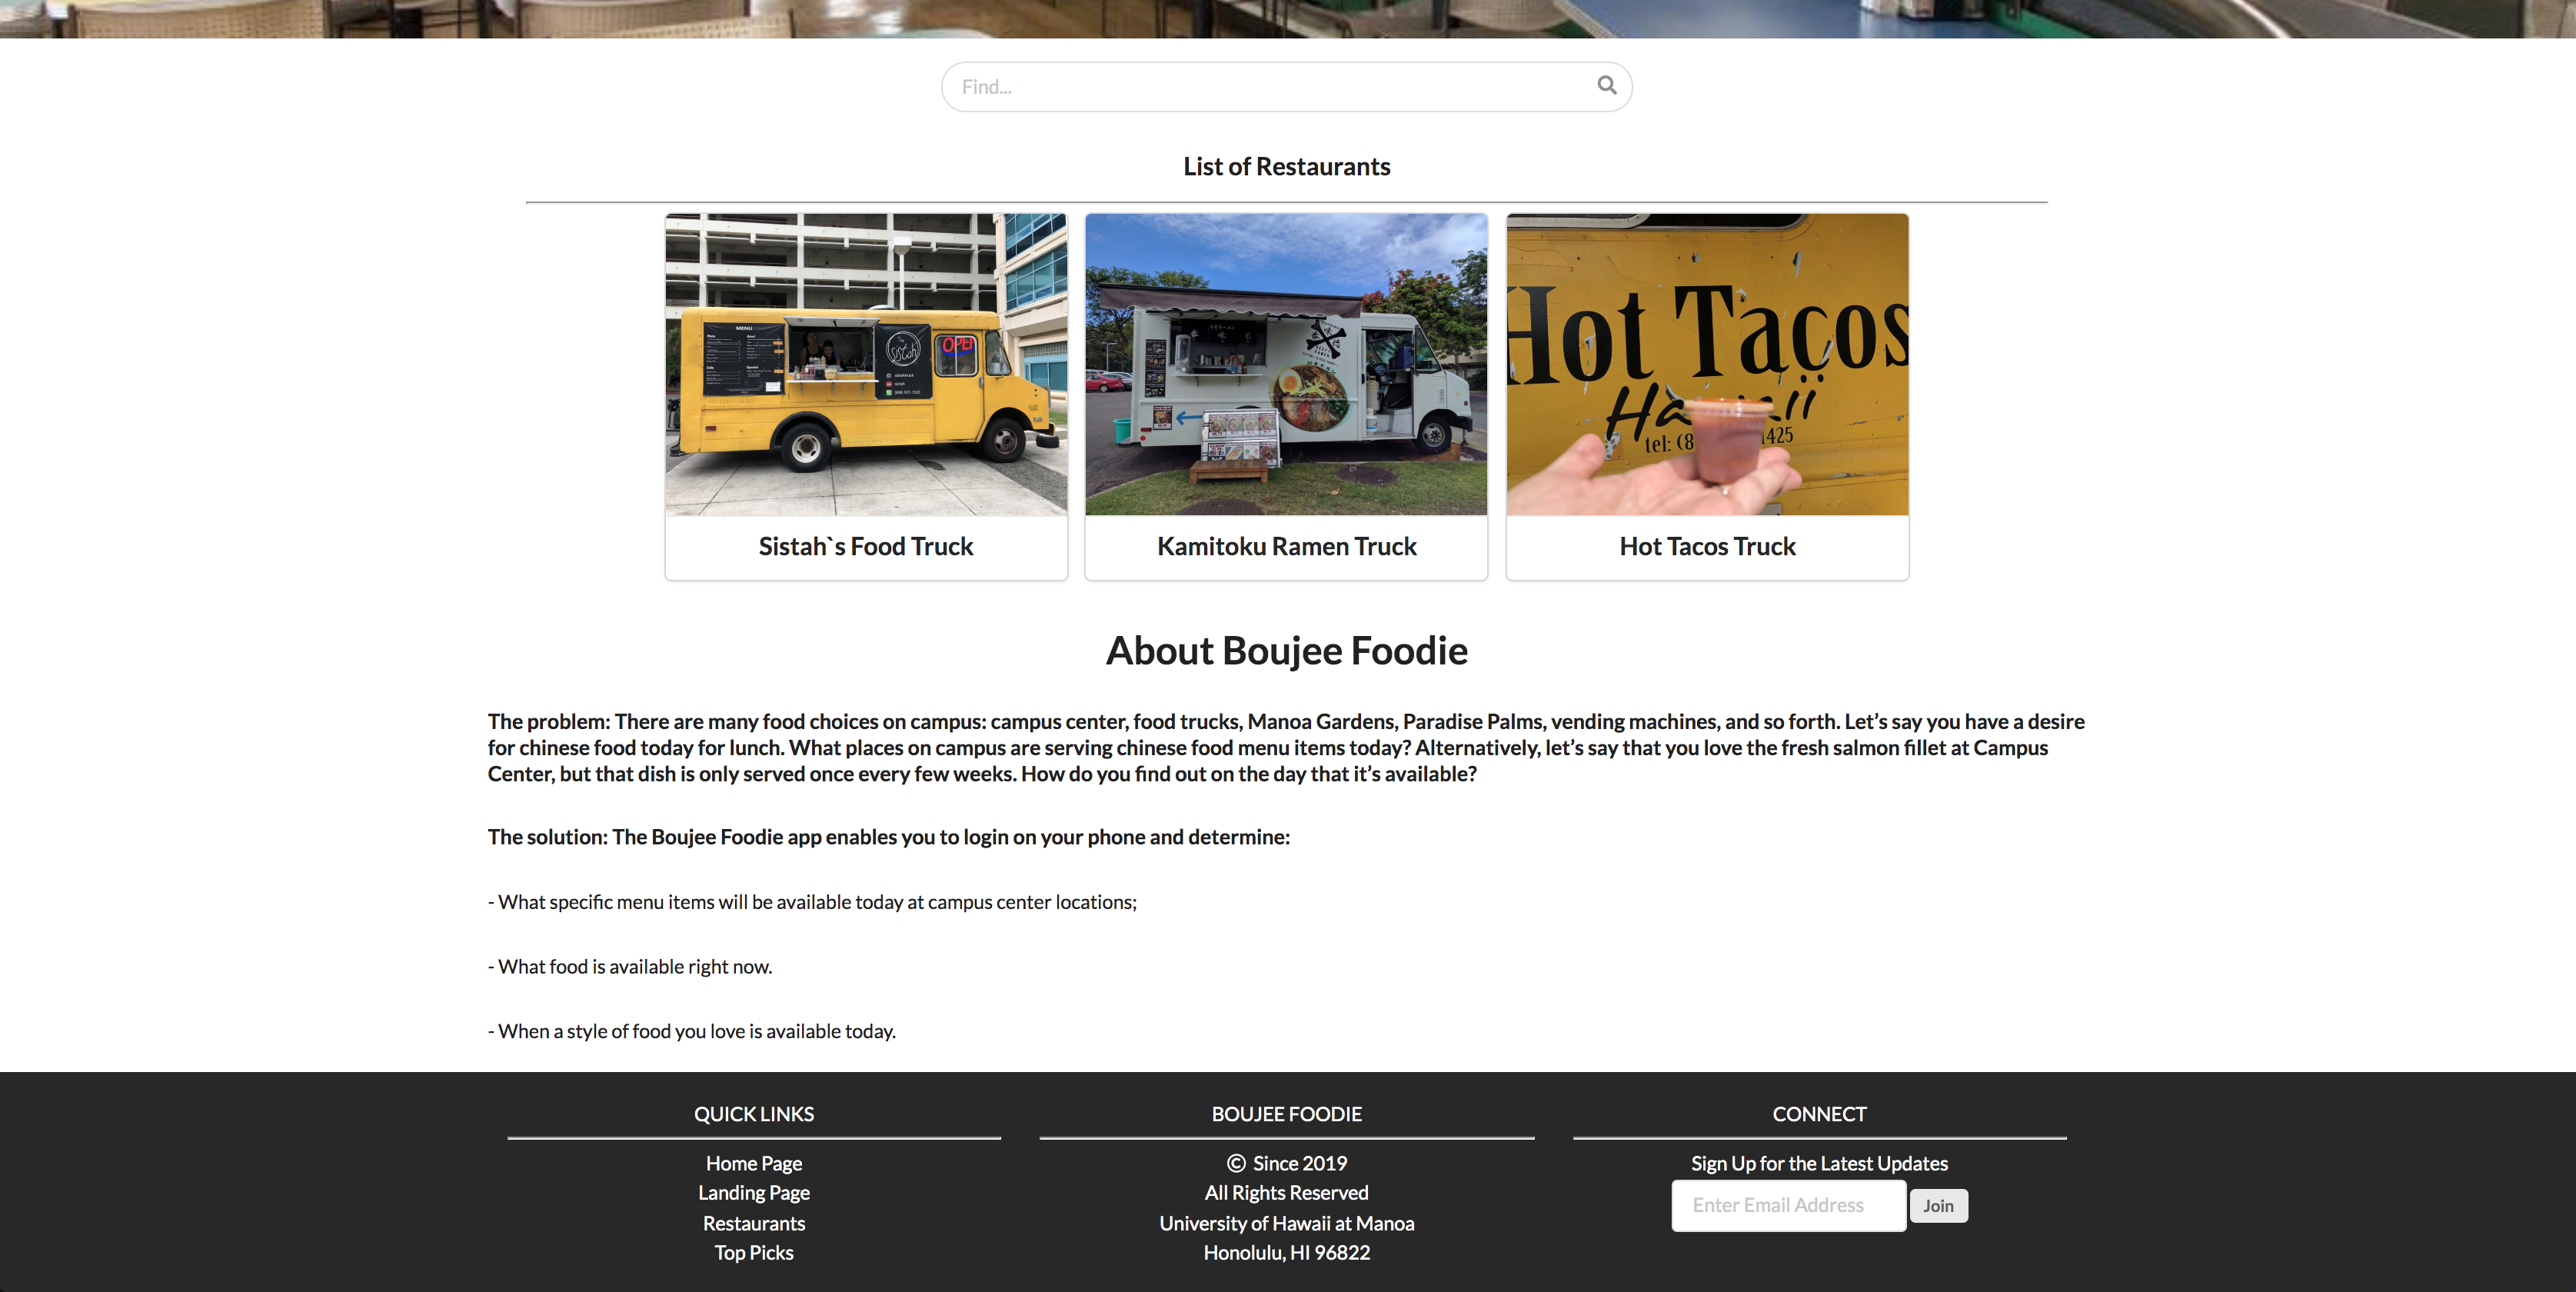 Find...
List of Restaurants
MENU
The
Sistah
OPEN
Hot Tacos
tel: (8
1425
Sistah`s Food Truck
Kamitoku Ramen Truck
Hot Tacos Truck
About Boujee Foodie
The problem: There are many food choices on campus: campus center, food trucks, Manoa Gardens, Paradise Palms, vending machines, and so forth. Let’s say you have a desire
for chinese food today for lunch. What places on campus are serving chinese food menu items today? Alternatively, let’s say that you love the fresh salmon fillet at Campus
Center, but that dish is only served once every few weeks. How do you find out on the day that it’s available?
The solution: The Boujee Foodie app enables you to login on your phone and determine:
- What specific menu items will be available today at campus center locations;
- What food is available right now.
- When a style of food you love is available today.
QUICK LINKS
Home Page
Landing Page
Restaurants
Top Picks
BOUJEE FOODIE
© Since 2019
All Rights Reserved
University of Hawaii at Manoa
Honolulu, HI 96822
CONNECT
Sign Up for the Latest Updates
Enter Email Address
Join